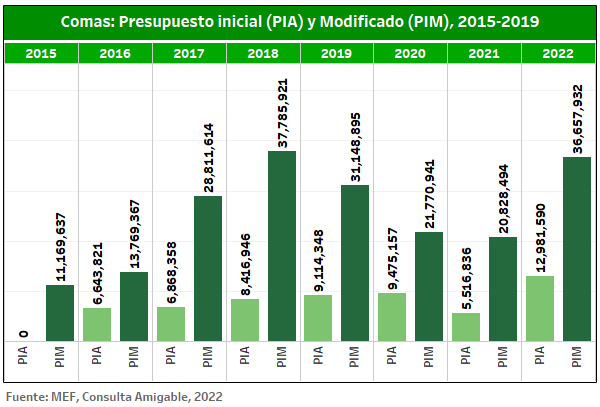 Comas: Presupuesto inicial (PIA) y Modificado (PIM), 2015-2019
2015 2016 2017 2018 2019 2020 2021 2022
0 11,169,637 6,643,821 13,769,367 6,868,358 28,811,614 8,416,946 37,785,921 9,114,348 31,148,895 9,475,157 21,770,941 5,516,836 20,828,494 12,981,590 36,657,932
PIA PIM PIA PIM PIA PIM PIA PIM PIA PIM PIA PIM PIA PIM PIA PIM
Fuente: MEF, Consulta Amigable, 2022